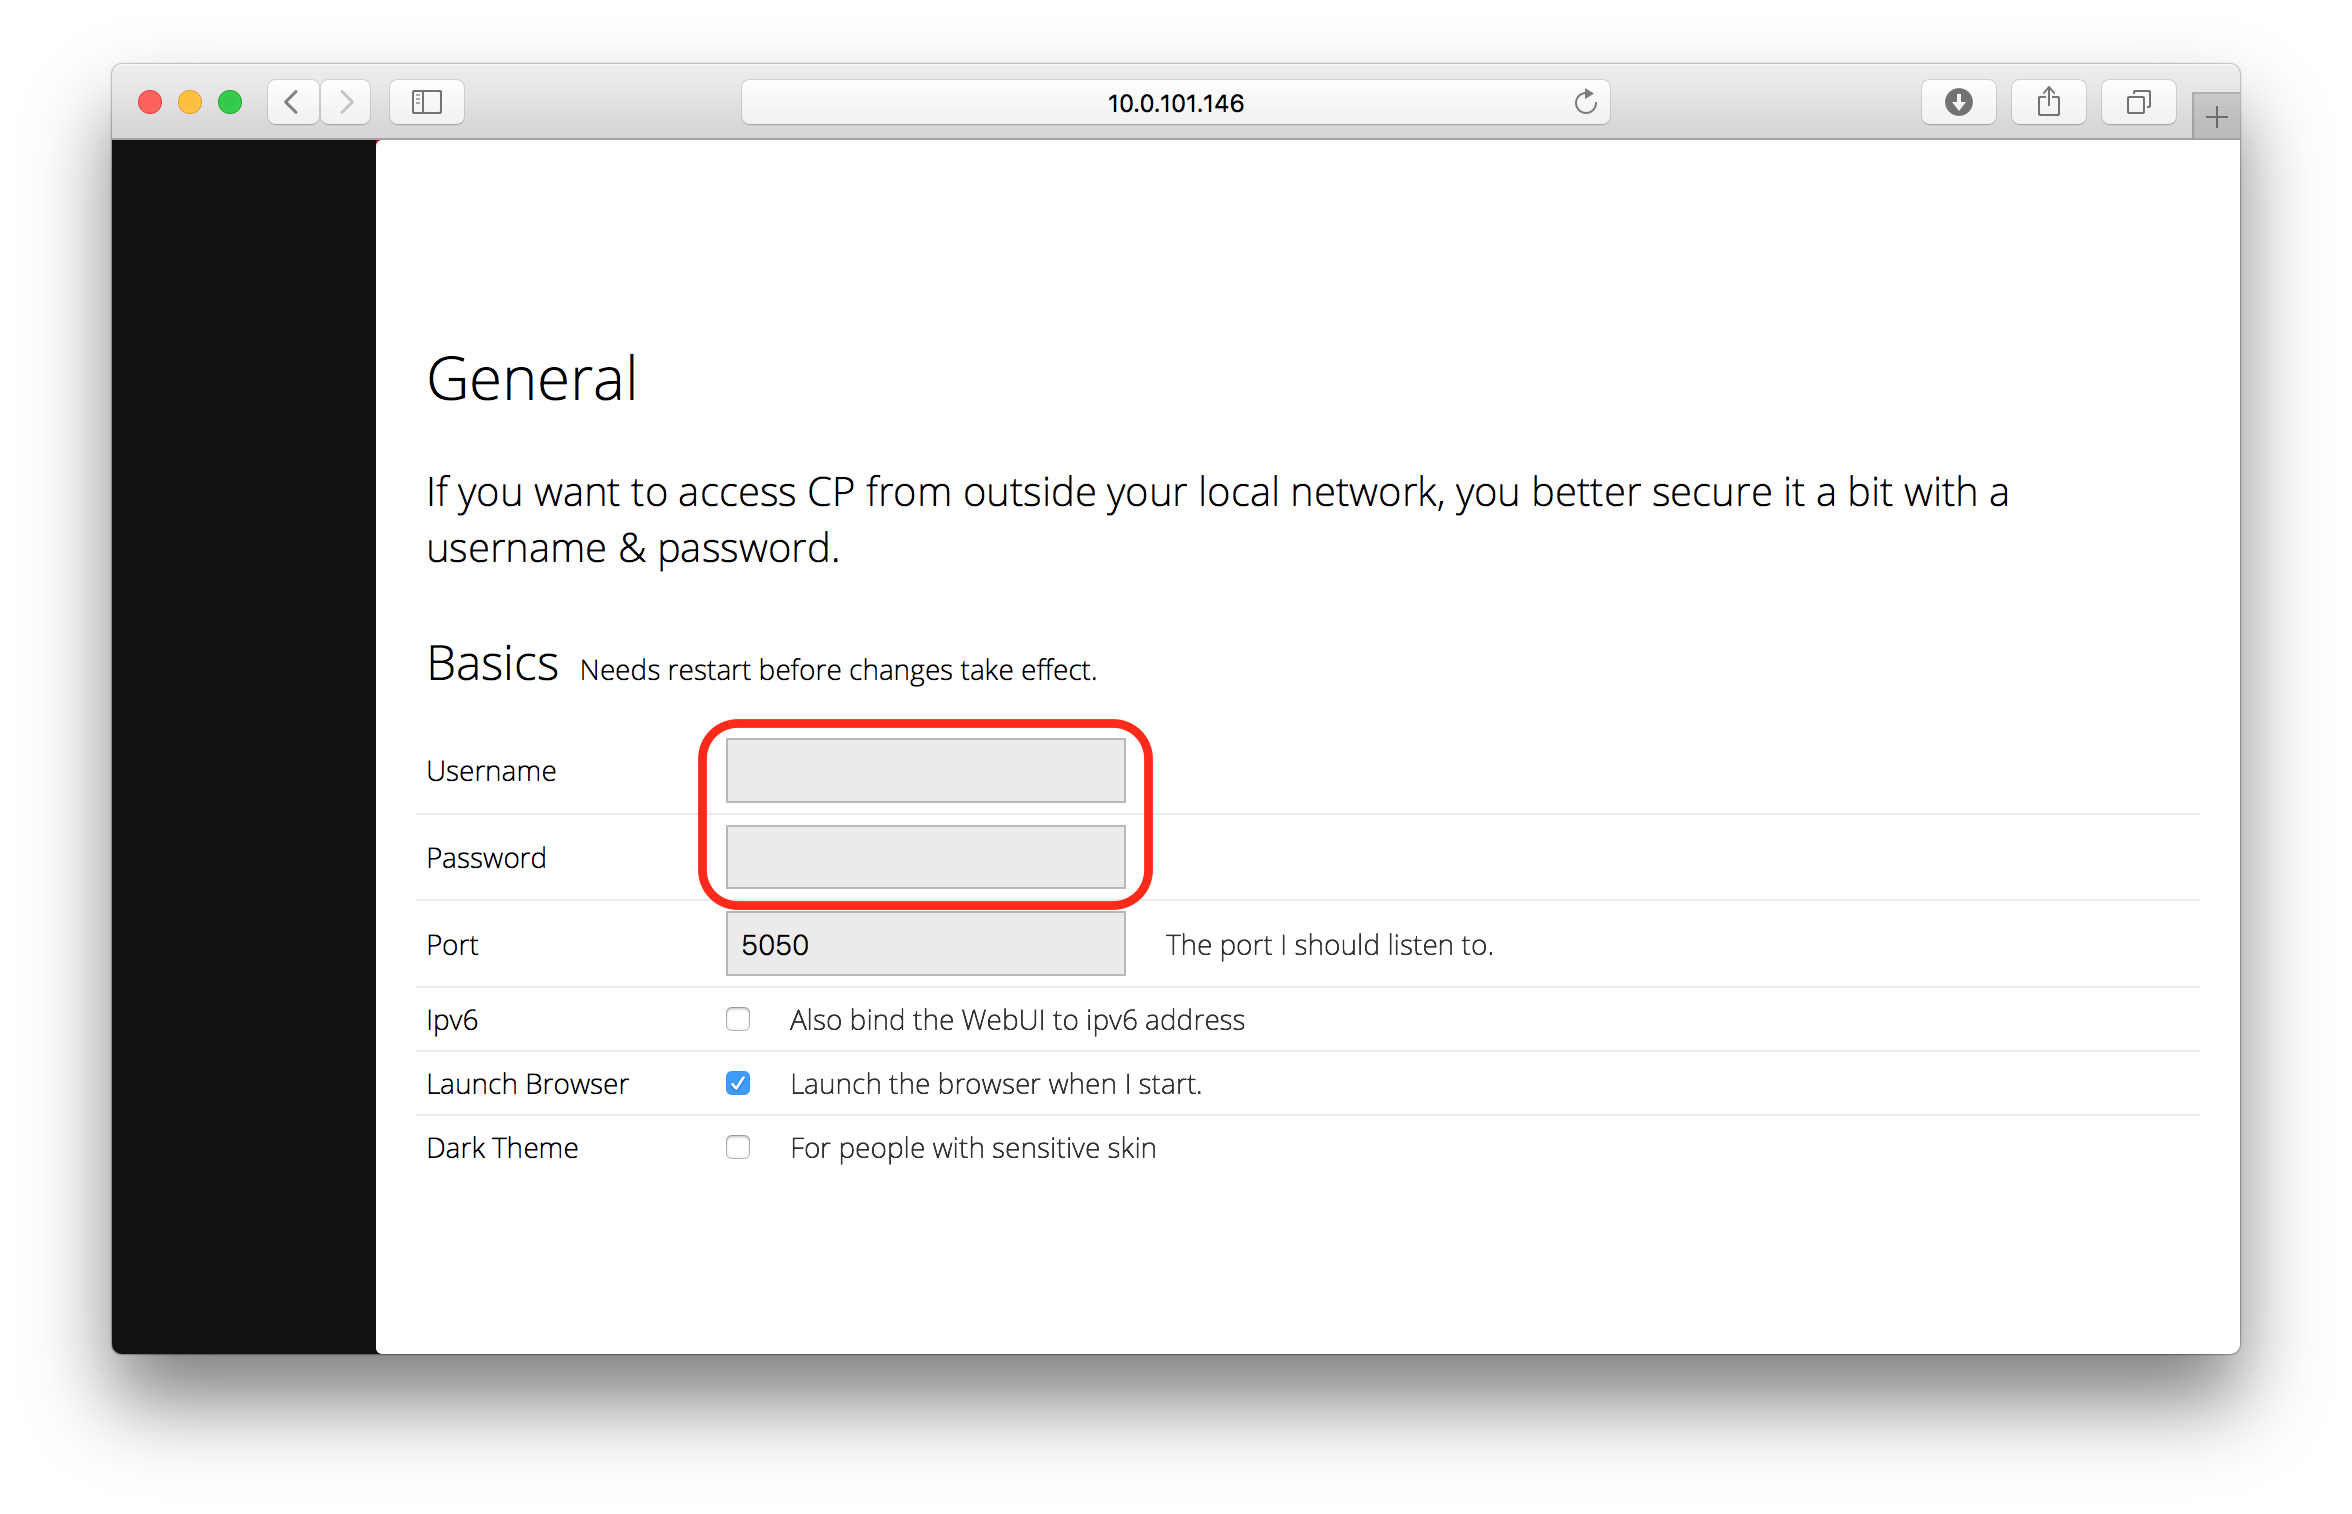 10.0.101.146
General
If you want to access CP from outside your local network, you better secure it a bit with a
username & password.
Basics Needs restart before changes take effect.
Username
Password
Port 5050 The port I should listen to.
Ipv6 Also bind the WebUI to ipv6 address
Launch Browser Launch the browser when I start.
Dark Theme For people with sensitive skin